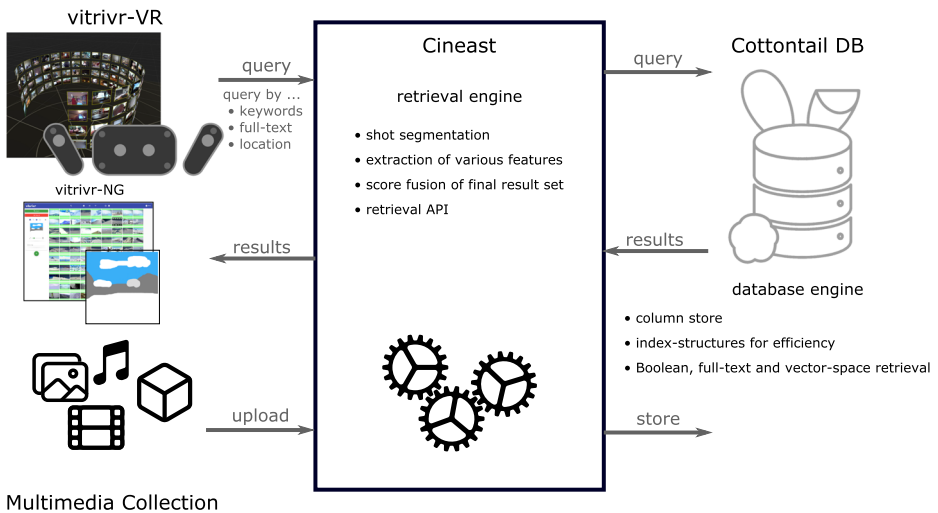 vitrivr-VR
query
query by ...
• keywords
• full-text
• location
vitrivr-NG
results
upload
Multimedia Collection
Cineast
retrieval engine
• shot segmentation
• extraction of various features
• score fusion of final result set
• retrieval API
query
results
store
Cottontail DB
database engine
• column store
• index-structures for efficiency
• Boolean, full-text and vector-space retrieval